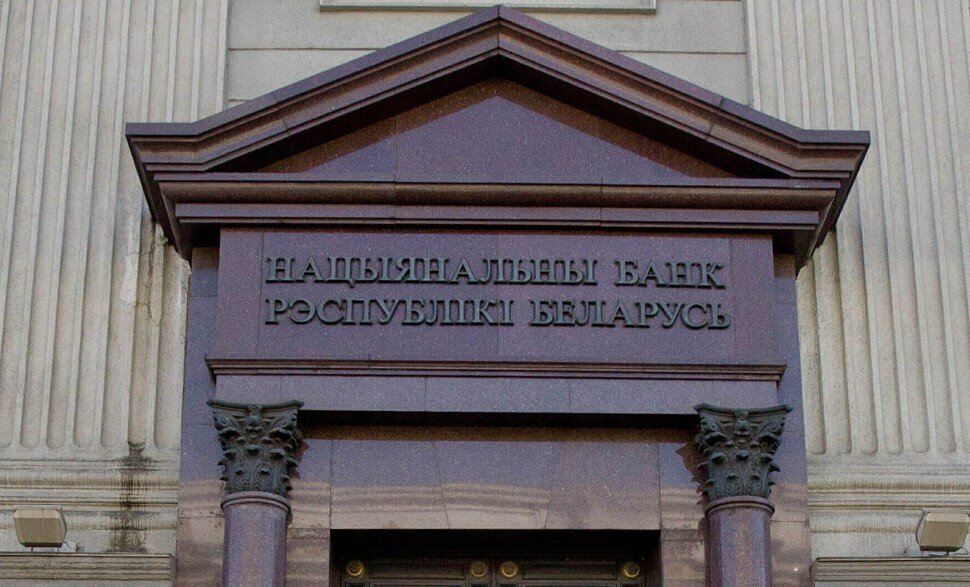 НАЦЫЯНАЛЬНЫ БАНК
РЭСПУБЛІКІ БЕЛАРУСЬ